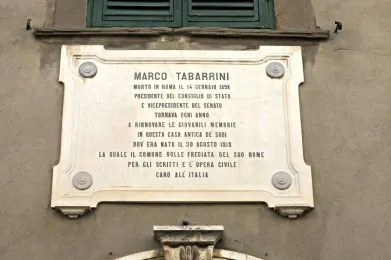 MARCO TABARRINI
MORTO IN ROMA IL 14 GENNAIO 1898
PRESIDENTE DEL CONSIGLIO DI STATO
E VICEPRESIDENTE DEL SENATO
TORNAVA OGNI ANNO
A RINNOVARE LE GIOVANILI MEMORIE
IN QUESTA CASA ANTICA DE' SUOI
DOV'ERA NATO IL 30 AGOSTO 1818
LA QUALE IL COMUNE VOLLE FREGIATA DEL SUO NOME
PER GLI SCRITTI E L'OPERA CIVILE
CARO ALL'ITALIA